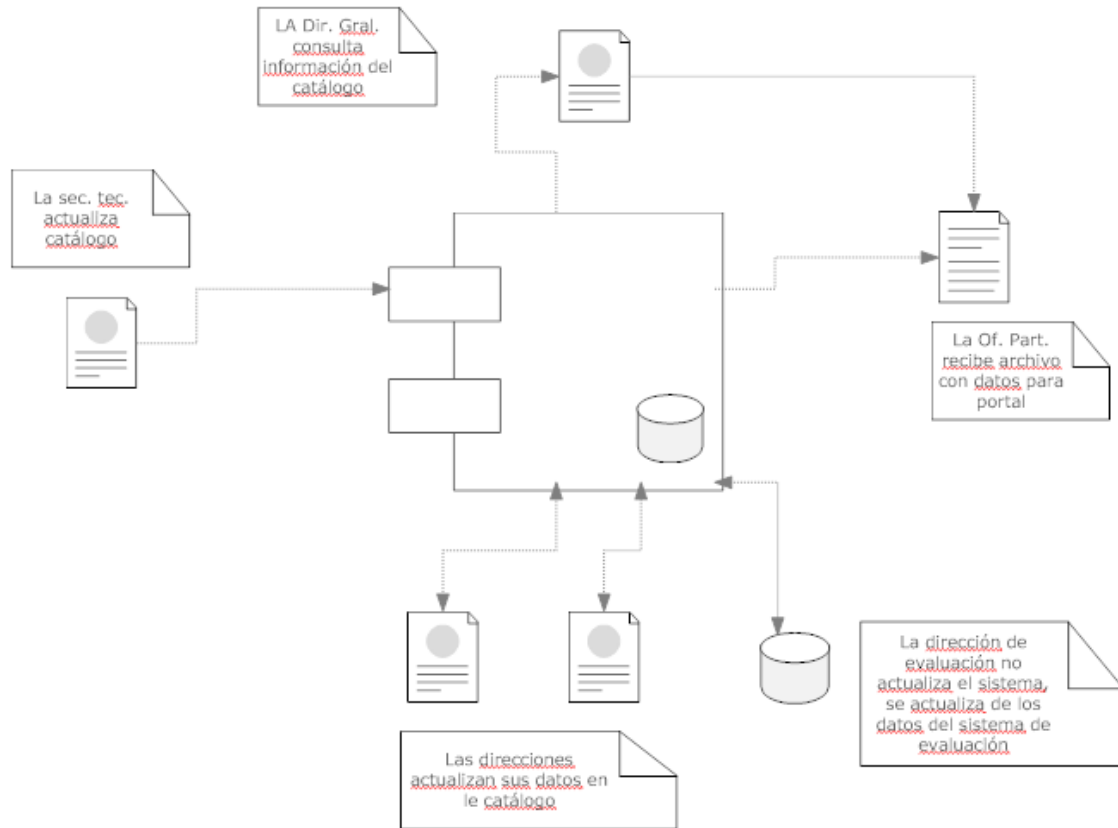 LA Dir. Gral.
consulta
información del
catálogo
La sec. tec.
actualiza
catálogo
La Of. Part.
recibe archivo
con datos para
portal
La dirección de
evaluación no
actualiza el sistema,
se actualiza de los
datos del sistema de
evaluación
Las direcciones
actualizan sus datos en
le catálogo